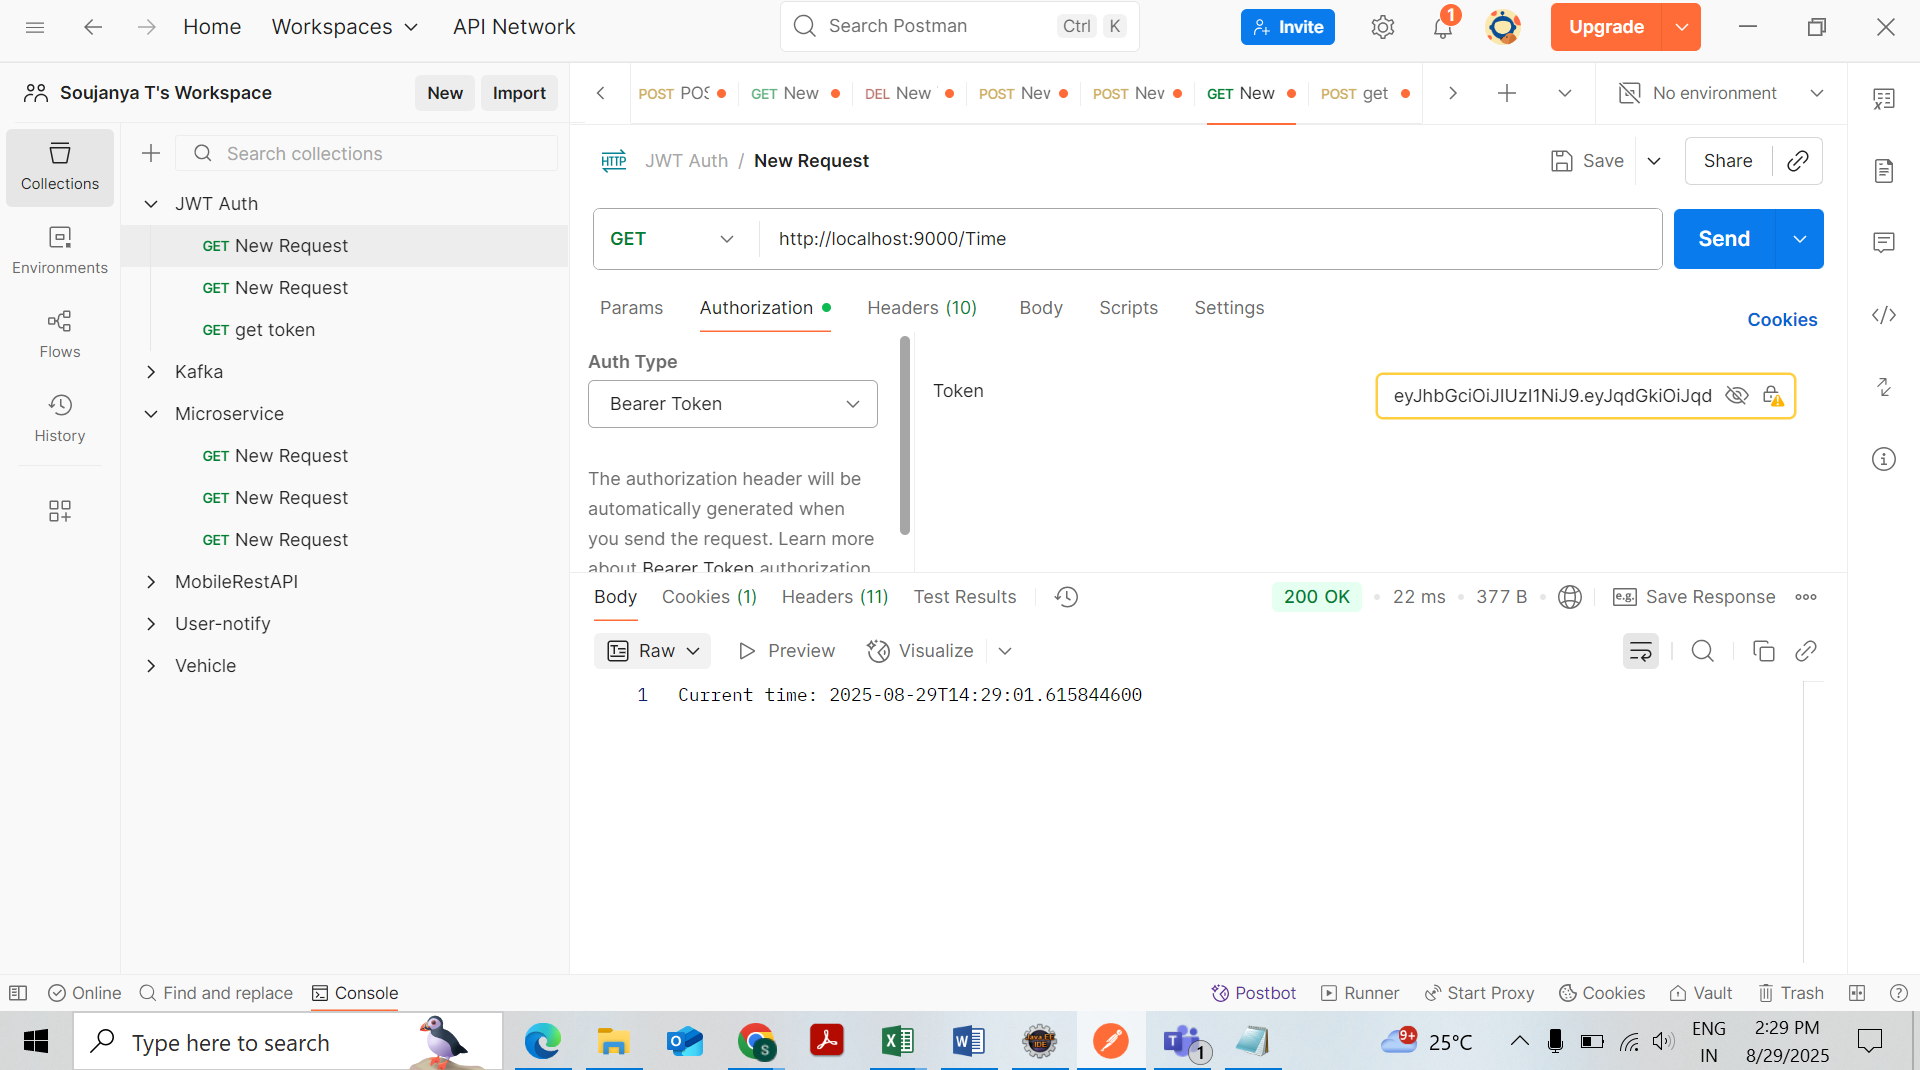 Home Workspaces API Network Search Postman Ctrl K Invite 1 Upgrade
Soujanya T's Workspace New Import
POST POS GET New DEL New POST Nev POST Nev GET New POST get No environment
Collections
Environments
Flows
History
Search collections
JWT Auth
GET New Request
GET New Request
GET get token
Kafka
Microservice
GET New Request
GET New Request
GET New Request
MobileRestAPI
User-notify
Vehicle
HTTP JWT Auth / New Request Save Share
GET http://localhost:9000/Time Send
Params Authorization Headers (10) Body Scripts Settings Cookies
Auth Type
Bearer Token
The authorization header will be
automatically generated when
you send the request. Learn more
about Bearer Token authorization
Token eyJhbGciOiJIUzI1NiJ9.eyJqdGkiOiJqd
Body Cookies (1) Headers (11) Test Results 200 OK • 22 ms • 377 B • e.g. Save Response
Raw Preview Visualize
1 Current time: 2025-08-29T14:29:01.615844600
Online Find and replace Console Postbot Runner Start Proxy Cookies Vault Trash
Type here to search S Java EE IDE 1 9+ 25°C ENG 2:29 PM
IN 8/29/2025